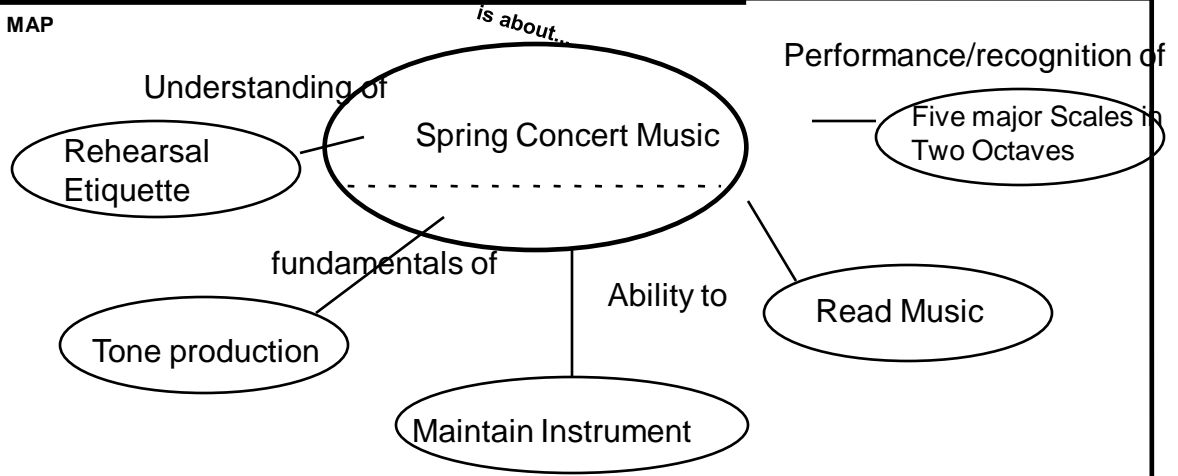 MAP
is about...
Performance/recognition of
Understanding of
Five major Scales in
Two Octaves
Spring Concert Music
Rehearsal
Etiquette
fundamentals of
Ability to
Read Music
Tone production
Maintain Instrument